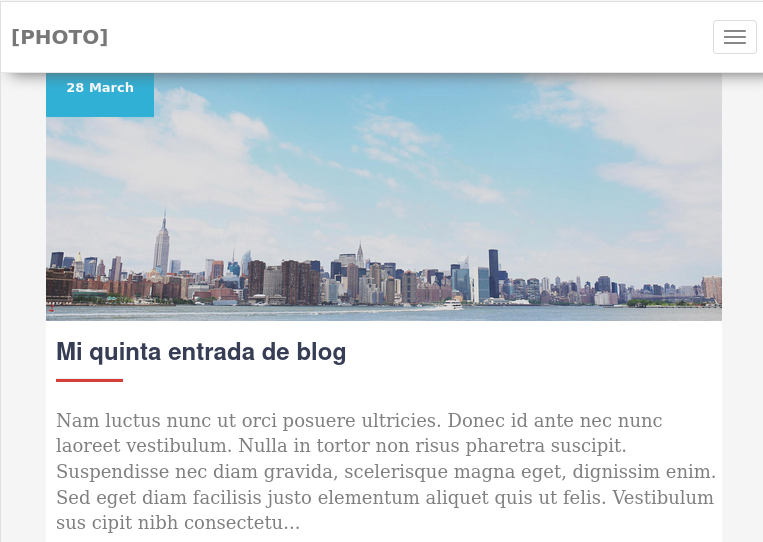 [PHOTO]
28 March
Mi quinta entrada de blog
Nam luctus nunc ut orci posuere ultricies. Donec id ante nec nunc
laoreet vestibulum. Nulla in tortor non risus pharetra suscipit.
Suspendisse nec diam gravida, scelerisque magna eget, dignissim enim.
Sed eget diam facilisis justo elementum aliquet quis ut felis. Vestibulum
sus cipit nibh consectetu...